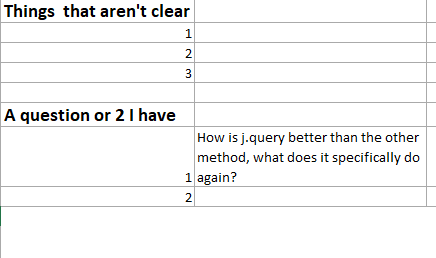 Things  that aren't clear
1
2
3
A question or 2 I have
How is j.query better than the other
method, what does it specifically do
1 again?
2